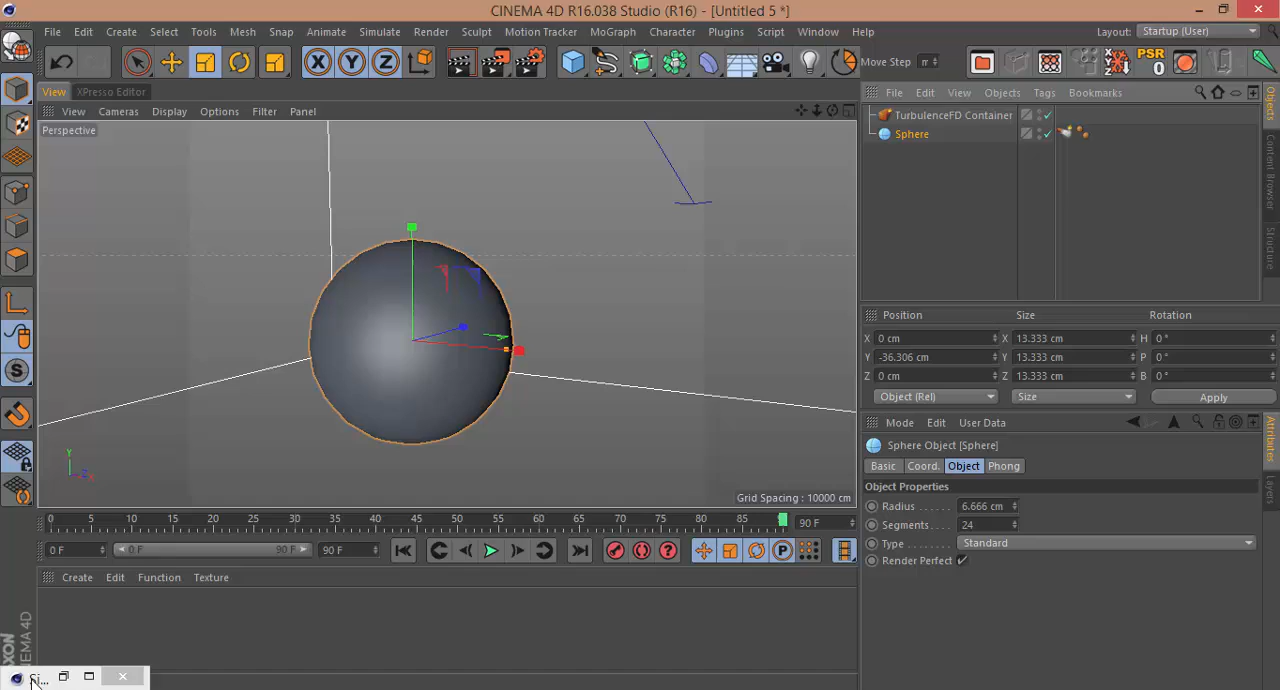 CINEMA 4D R16.038 Studio (R16) - [Untitled 5 *]
File Edit Create Select Tools Mesh Snap Animate Simulate Render Sculpt Motion Tracker MoGraph Character Plugins Script Window Help Layout: Startup (User)
X Y Z Move Step PSR 0
View XPresso Editor File Edit View Objects Tags Bookmarks
View Cameras Display Options Filter Panel
Perspective
TurbulenceFD Container
Sphere
Objects
Content Browser
Structure
Position Size Rotation
X 0 cm X 13.333 cm H 0 °
Y -36.306 cm Y 13.333 cm P 0 °
Z 0 cm Z 13.333 cm B 0 °
Object (Rel) Size Apply
Mode Edit User Data
Sphere Object [Sphere]
Basic Coord. Object Phong
Object Properties
Radius 6.666 cm
Segments 24
Type Standard
Render Perfect
Attributes
Layers
Y
Grid Spacing : 10000 cm
0 5 10 15 20 25 30 35 40 45 50 55 60 65 70 75 80 85 90 F
0 F 0 F 90 F 90 F
Create Edit Function Texture
CINEMA 4D
Si...